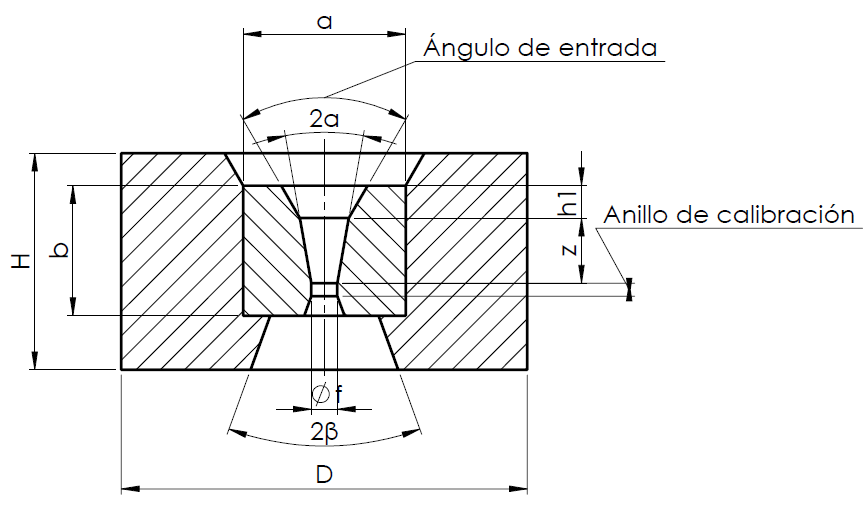 a
Ángulo de entrada
2a
h1
Anillo de calibración
H
b
z
∅ f
2β
D